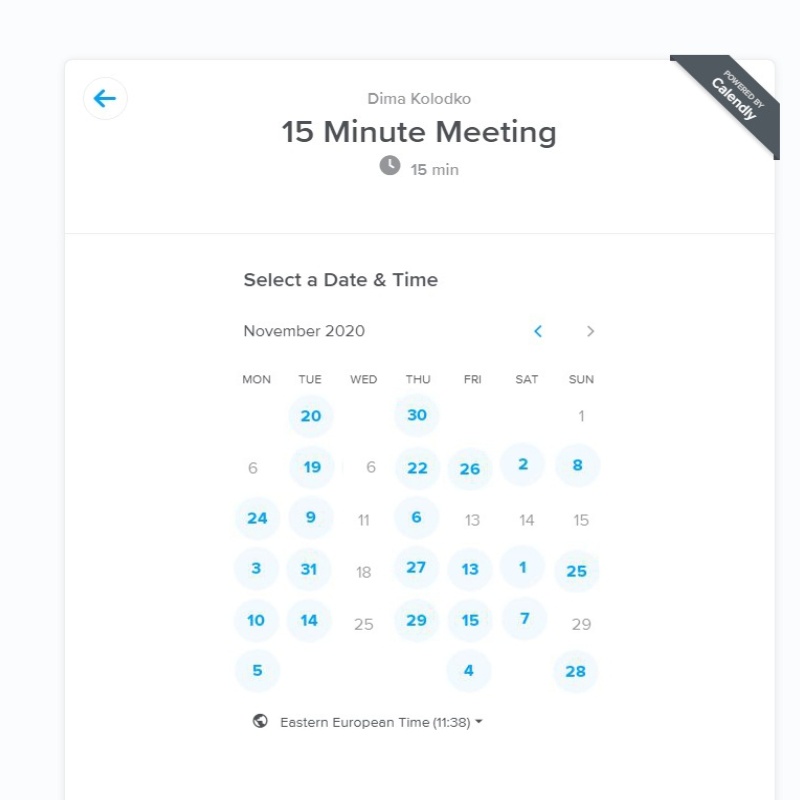 POWERED BY
Calendly
Dima Kolodko
15 Minute Meeting
15 min
Select a Date & Time
November 2020
MON TUE WED THU FRI SAT SUN
20 30 1
6 19 6 22 26 2 8
24 9 11 6 13 14 15
3 31 18 27 13 1 25
10 14 25 29 15 7 29
5 4 28
Eastern European Time (11:38)